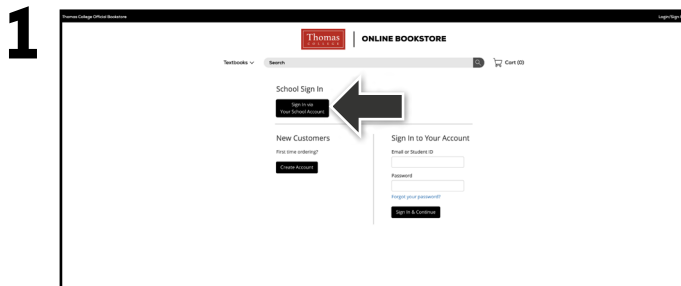 1
Thomas College Official Bookstore
Login/Sign
Thomas
COLLEGE
ONLINE BOOKSTORE
Textbooks
Search
Cart (0)
School Sign In
Sign in via
Your School Account
New Customers
First time ordering?
Create Account
Sign In to Your Account
Email or Student ID
Password
Forgot your password?
Sign In & Continue